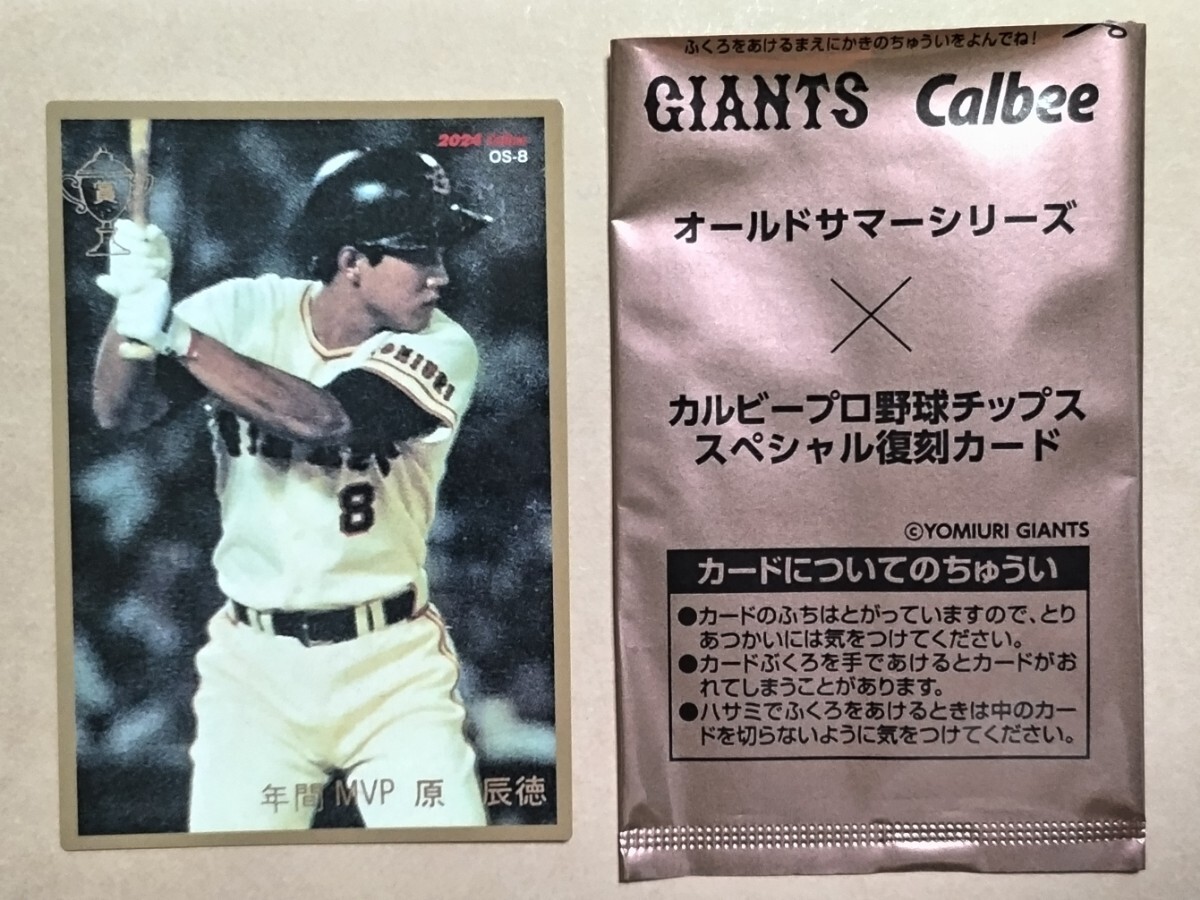 2024 Calbee
OS-8
賞
YOMIURI
8
年間MVP 原 辰徳
ふくろをあけるまえにかきのちゅういをよんでね!
GIANTS Calbee
オールドサマーシリーズ
×
カルビープロ野球チップス
スペシャル復刻カード
©YOMIURI GIANTS
カードについてのちゅうい
●カードのふちはとがっていますので、とり
あつかいには気をつけてください。
●カードぶくろを手であけるとカードがお
れてしまうことがあります。
●ハサミでふくろをあけるときは中のカー
ドを切らないように気をつけてください。